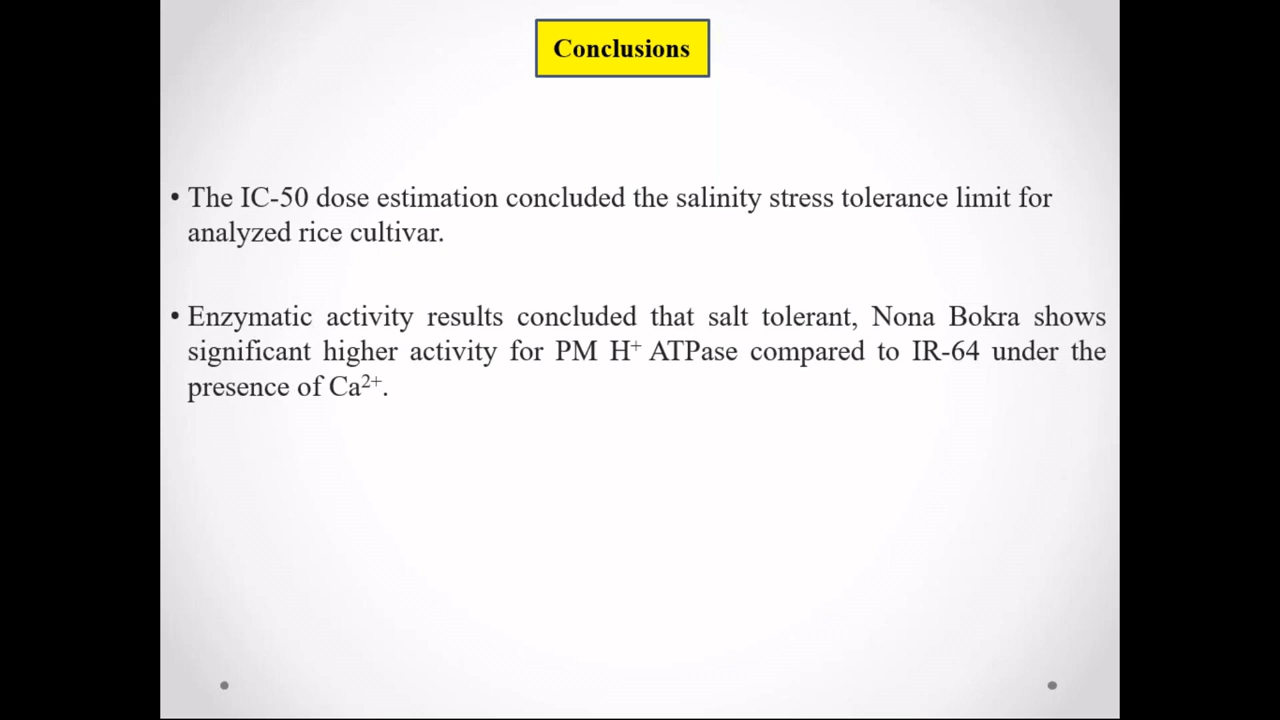 Conclusions
• The IC-50 dose estimation concluded the salinity stress tolerance limit for
analyzed rice cultivar.
• Enzymatic activity results concluded that salt tolerant, Nona Bokra shows
significant higher activity for PM H⁺ ATPase compared to IR-64 under the
presence of Ca²⁺.